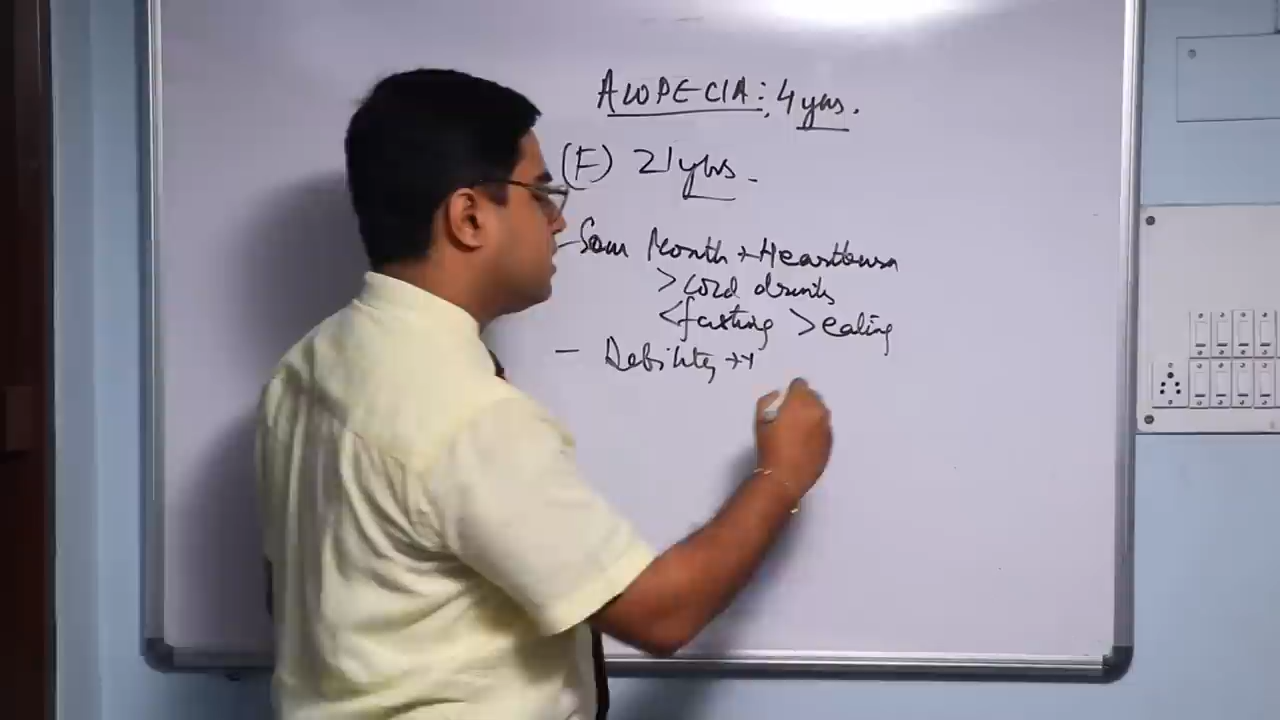 ALOPECIA: 4 yrs.
(F) 21 yrs.
- Sour Mouth + Heartburn
> cold drinks
< fasting > eating
- Debility ++